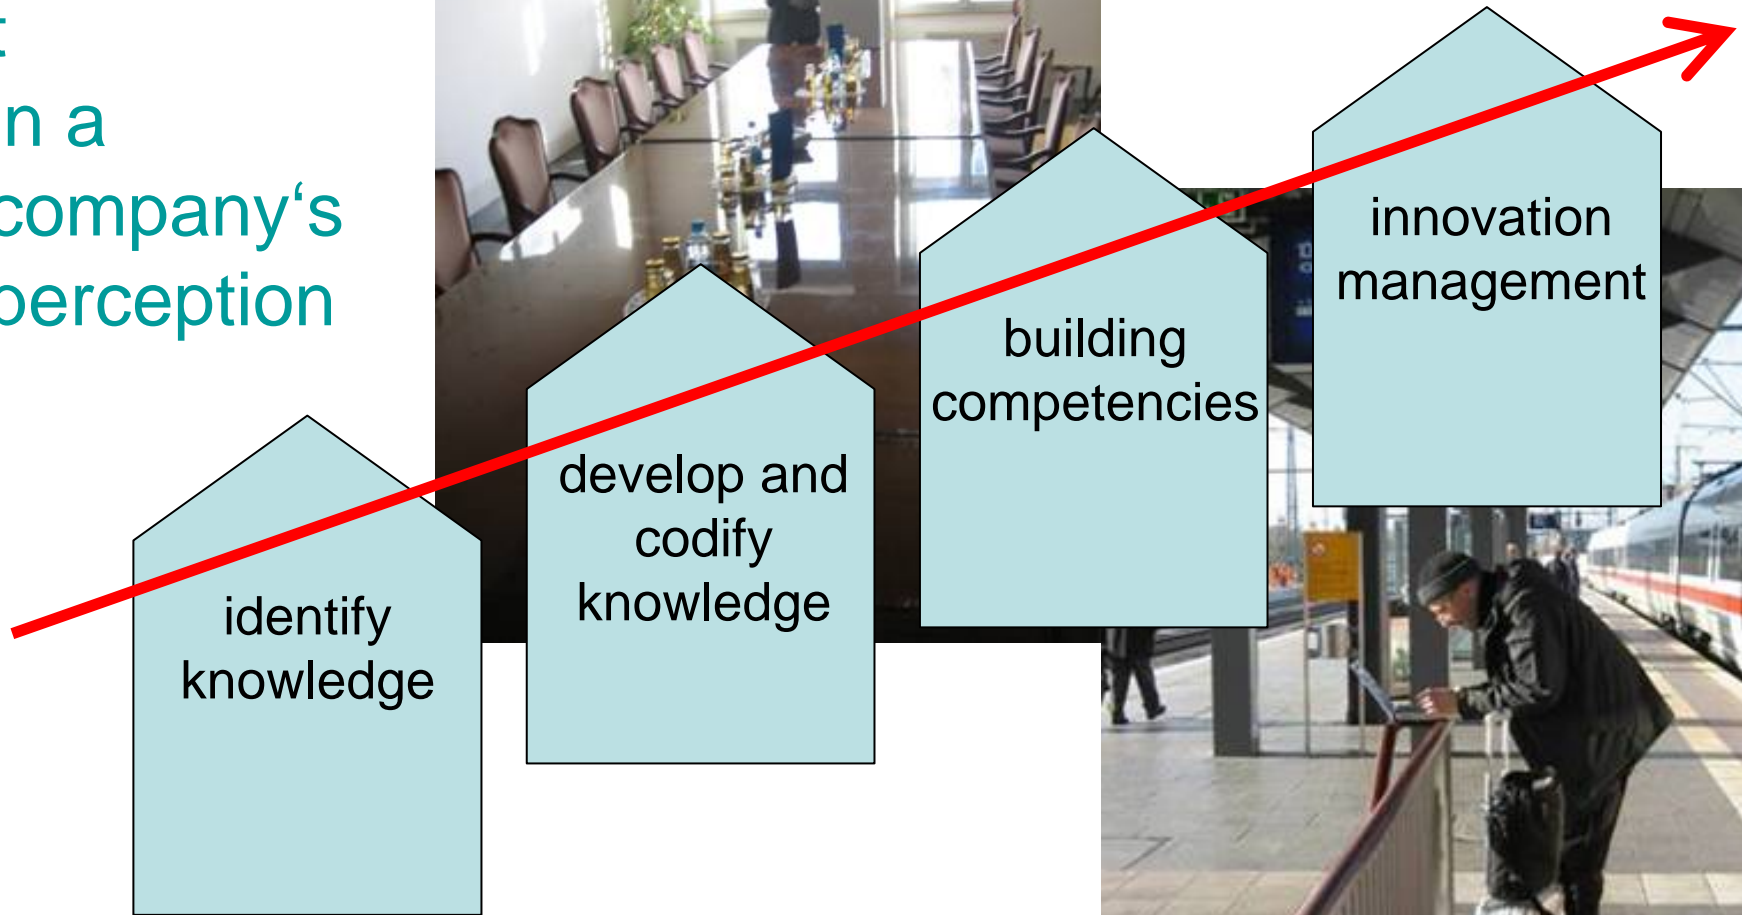 n a
company‘s
perception
innovation
management
building
competencies
develop and
codify
knowledge
identify
knowledge